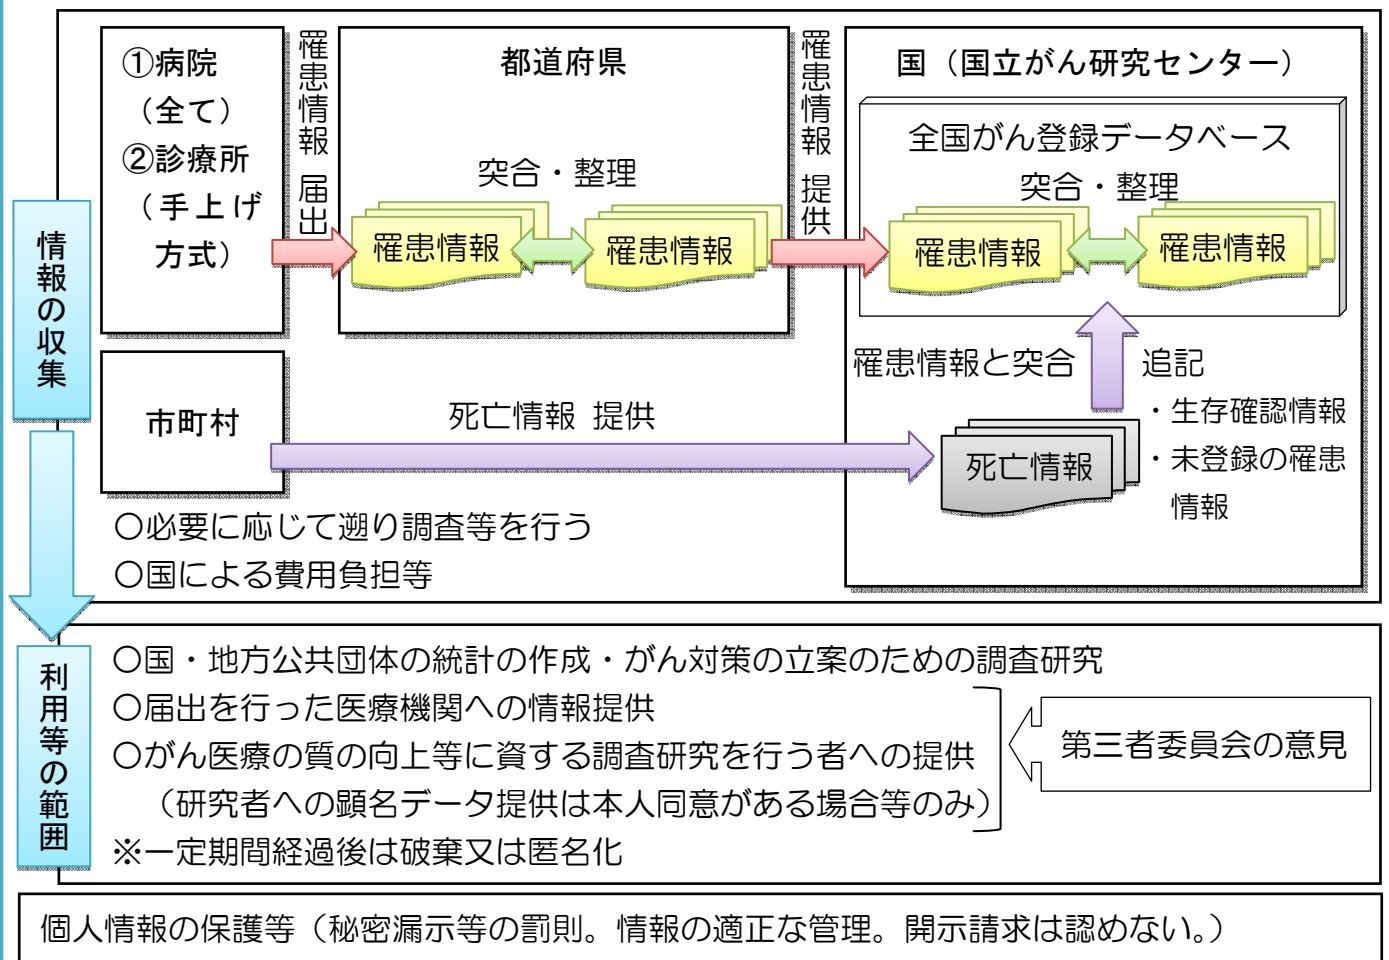 情報の収集
①病院
（全て）
②診療所
（手上げ
方式）
罹患情報 届出
都道府県
突合・整理
罹患情報
罹患情報
罹患情報 提供
国（国立がん研究センター）
全国がん登録データベース
突合・整理
罹患情報
罹患情報
罹患情報と突合
追記
・生存確認情報
・未登録の罹患
情報
市町村
死亡情報 提供
死亡情報
〇必要に応じて遡り調査等を行う
〇国による費用負担等
利用等の範囲
〇国・地方公共団体の統計の作成・がん対策の立案のための調査研究
〇届出を行った医療機関への情報提供
〇がん医療の質の向上等に資する調査研究を行う者への提供
（研究者への顕名データ提供は本人同意がある場合等のみ）
※一定期間経過後は破棄又は匿名化
第三者委員会の意見
個人情報の保護等（秘密漏示等の罰則。情報の適正な管理。開示請求は認めない。）